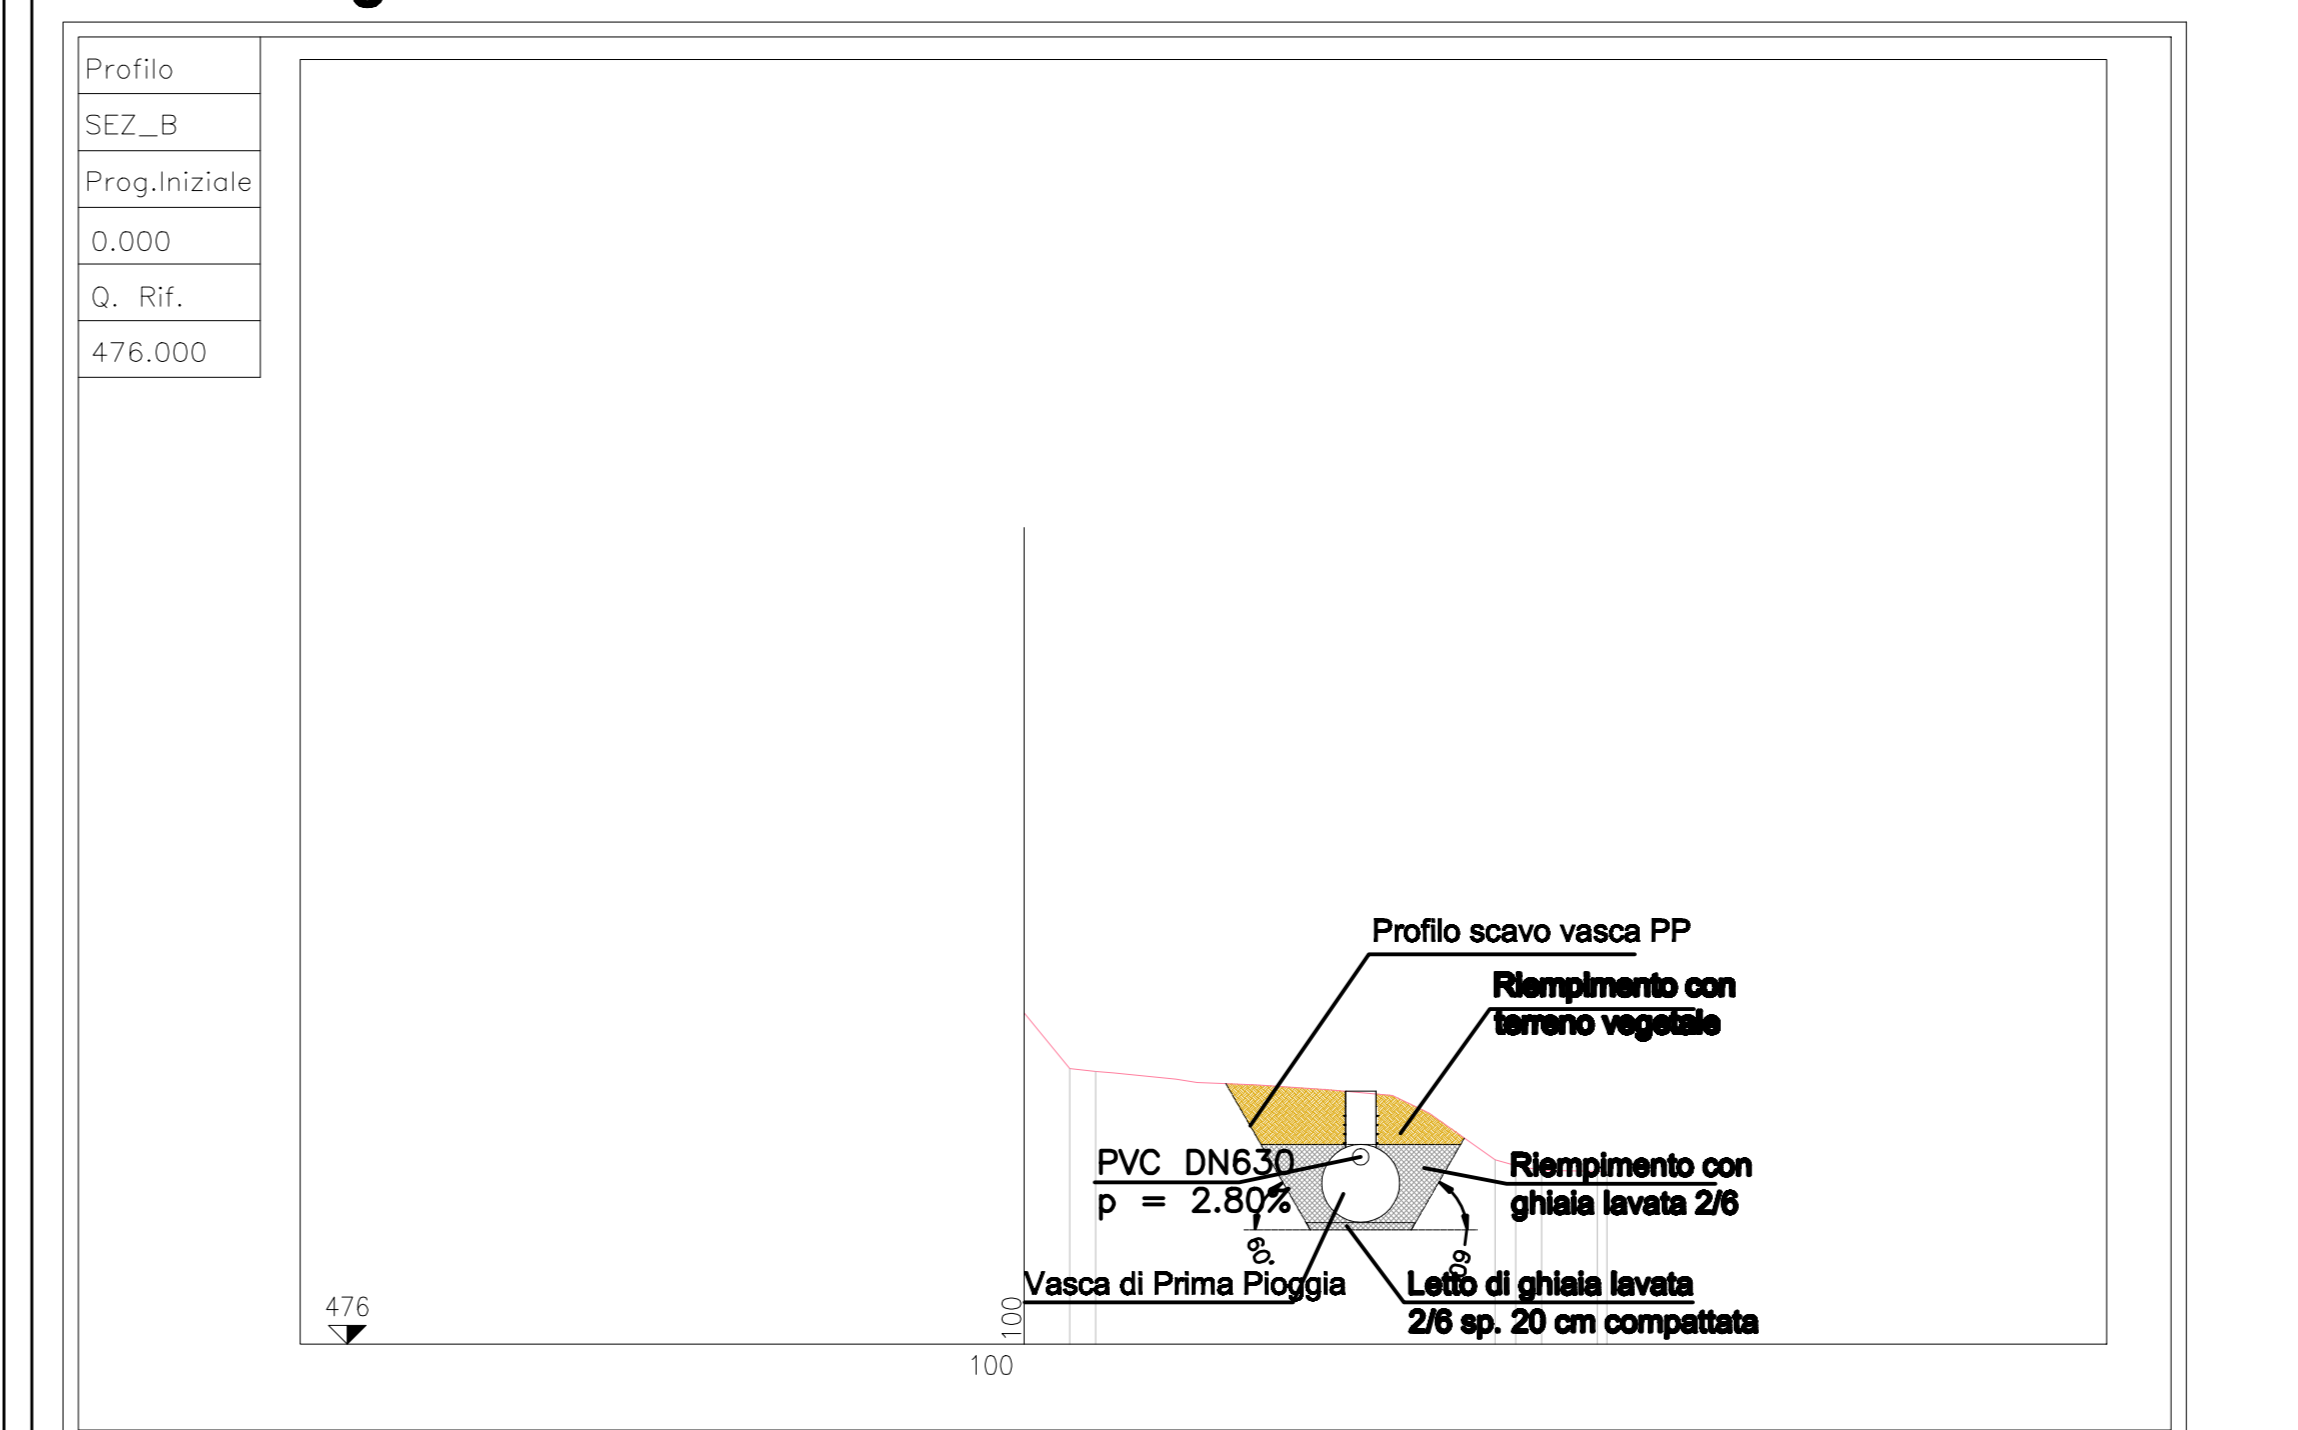 Profilo
SEZ_B
Prog.Iniziale
0.000
Q. Rif.
476.000
Profilo scavo vasca PP
Riempimento con
terreno vegetale
PVC DN630
p = 2.80%
Riempimento con
ghiaia lavata 2/6
60°
60°
Vasca di Prima Pioggia
Letto di ghiaia lavata
2/6 sp. 20 cm compattata
476
100
100